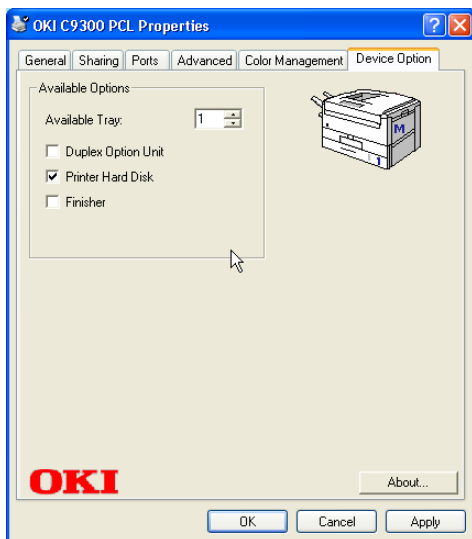 OKI C9300 PCL Properties
General Sharing Ports Advanced Color Management Device Option
Available Options
Available Tray: 1
Duplex Option Unit
Printer Hard Disk
Finisher
M
1
OKI
About...
OK Cancel Apply